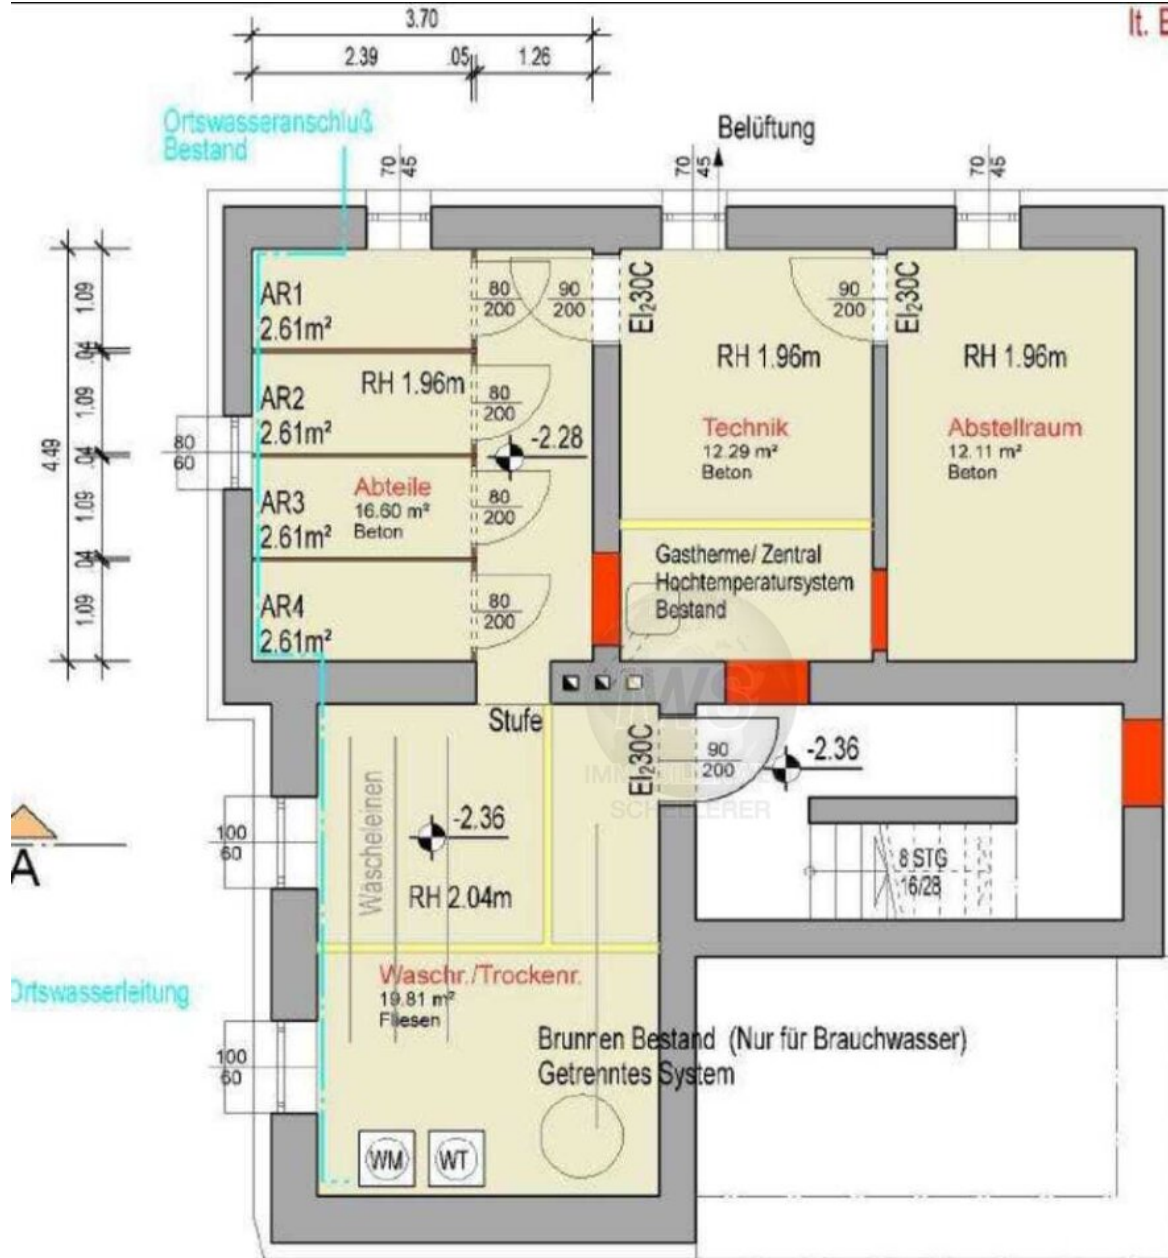 3.70
lt.
2.39 .05 1.26
Ortswasseranschluß
Bestand
Belüftung
70
45
70
45
70
45
4.49
1.09
.04
1.09
.04
1.09
.04
1.09
AR1
2.61m²
AR2
2.61m²
AR3
2.61m²
AR4
2.61m²
RH 1.96m
80
200
90
200
80
200
80
200
80
200
-2.28
Abteile
16.60 m²
Beton
80
60
EI₂30C
RH 1.96m
Technik
12.29 m²
Beton
90
200
EI₂30C
RH 1.96m
Abstellraum
12.11 m²
Beton
Gastherme/ Zentral
Hochtemperatursystem
Bestand
Stufe
EI₂30C
90
200
-2.36
IWS
SCHEFLERER
8 STG
16/28
Wascheleinen
-2.36
RH 2.04m
100
60
A
Ortswasserleitung
Waschr./Trockenr.
19.81 m²
Fliesen
100
60
Brunnen Bestand (Nur für Brauchwasser)
Getrenntes System
WM WT